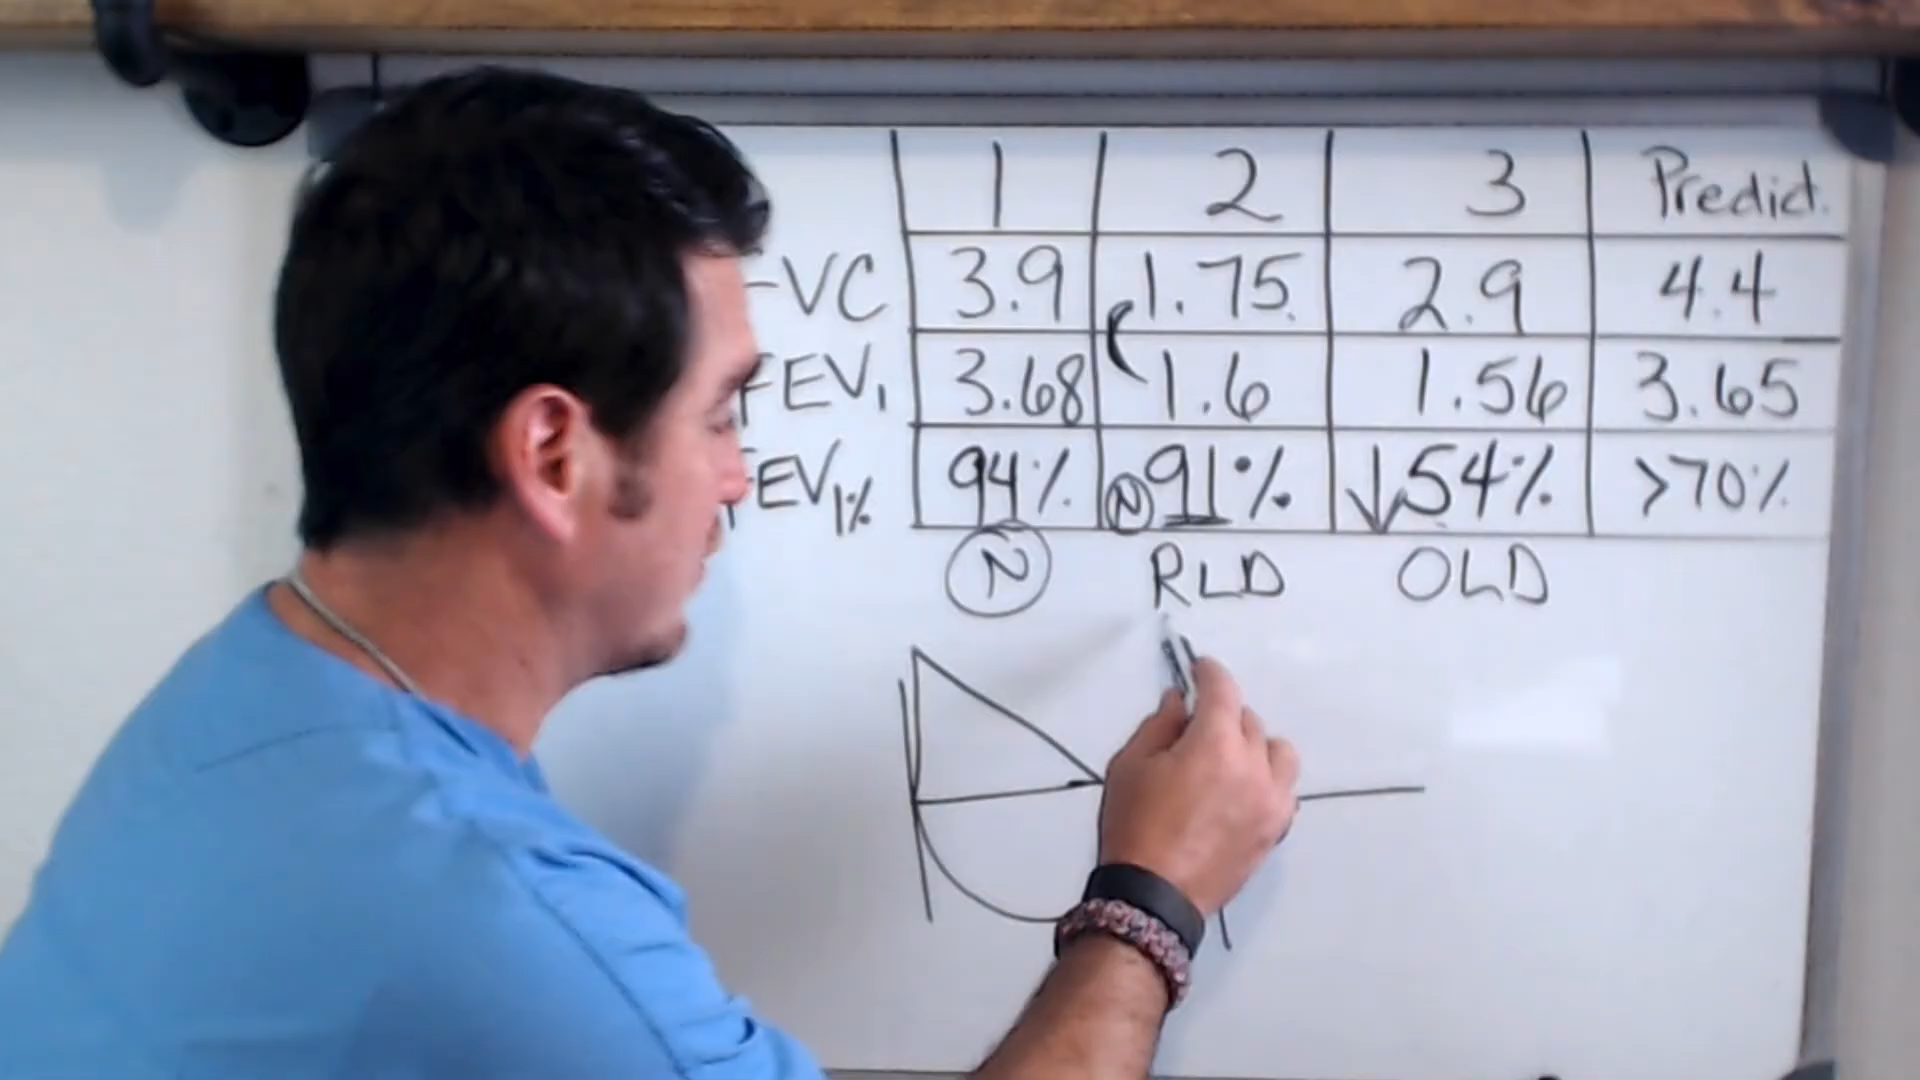 1 2 3 Predict.
FVC 3.9 1.75 2.9 4.4
FEV1 3.68 1.6 1.56 3.65
FEV1% 94% N 91% ↓54% >70%
N RLD OLD